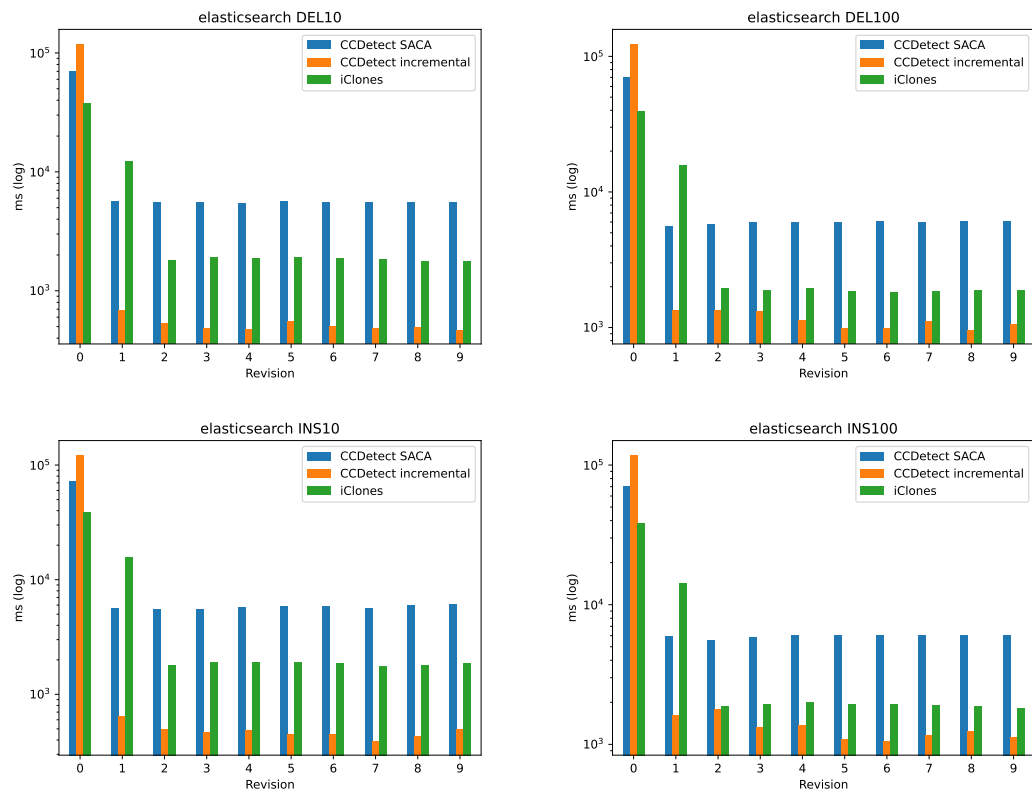 elasticsearch DEL10
CCDetect SACA
CCDetect incremental
iClones
ms (log)
10^5
10^4
10^3
0 1 2 3 4 5 6 7 8 9
Revision
elasticsearch DEL100
CCDetect SACA
CCDetect incremental
iClones
ms (log)
10^5
10^4
10^3
0 1 2 3 4 5 6 7 8 9
Revision
elasticsearch INS10
CCDetect SACA
CCDetect incremental
iClones
ms (log)
10^5
10^4
10^3
0 1 2 3 4 5 6 7 8 9
Revision
elasticsearch INS100
CCDetect SACA
CCDetect incremental
iClones
ms (log)
10^5
10^4
10^3
0 1 2 3 4 5 6 7 8 9
Revision